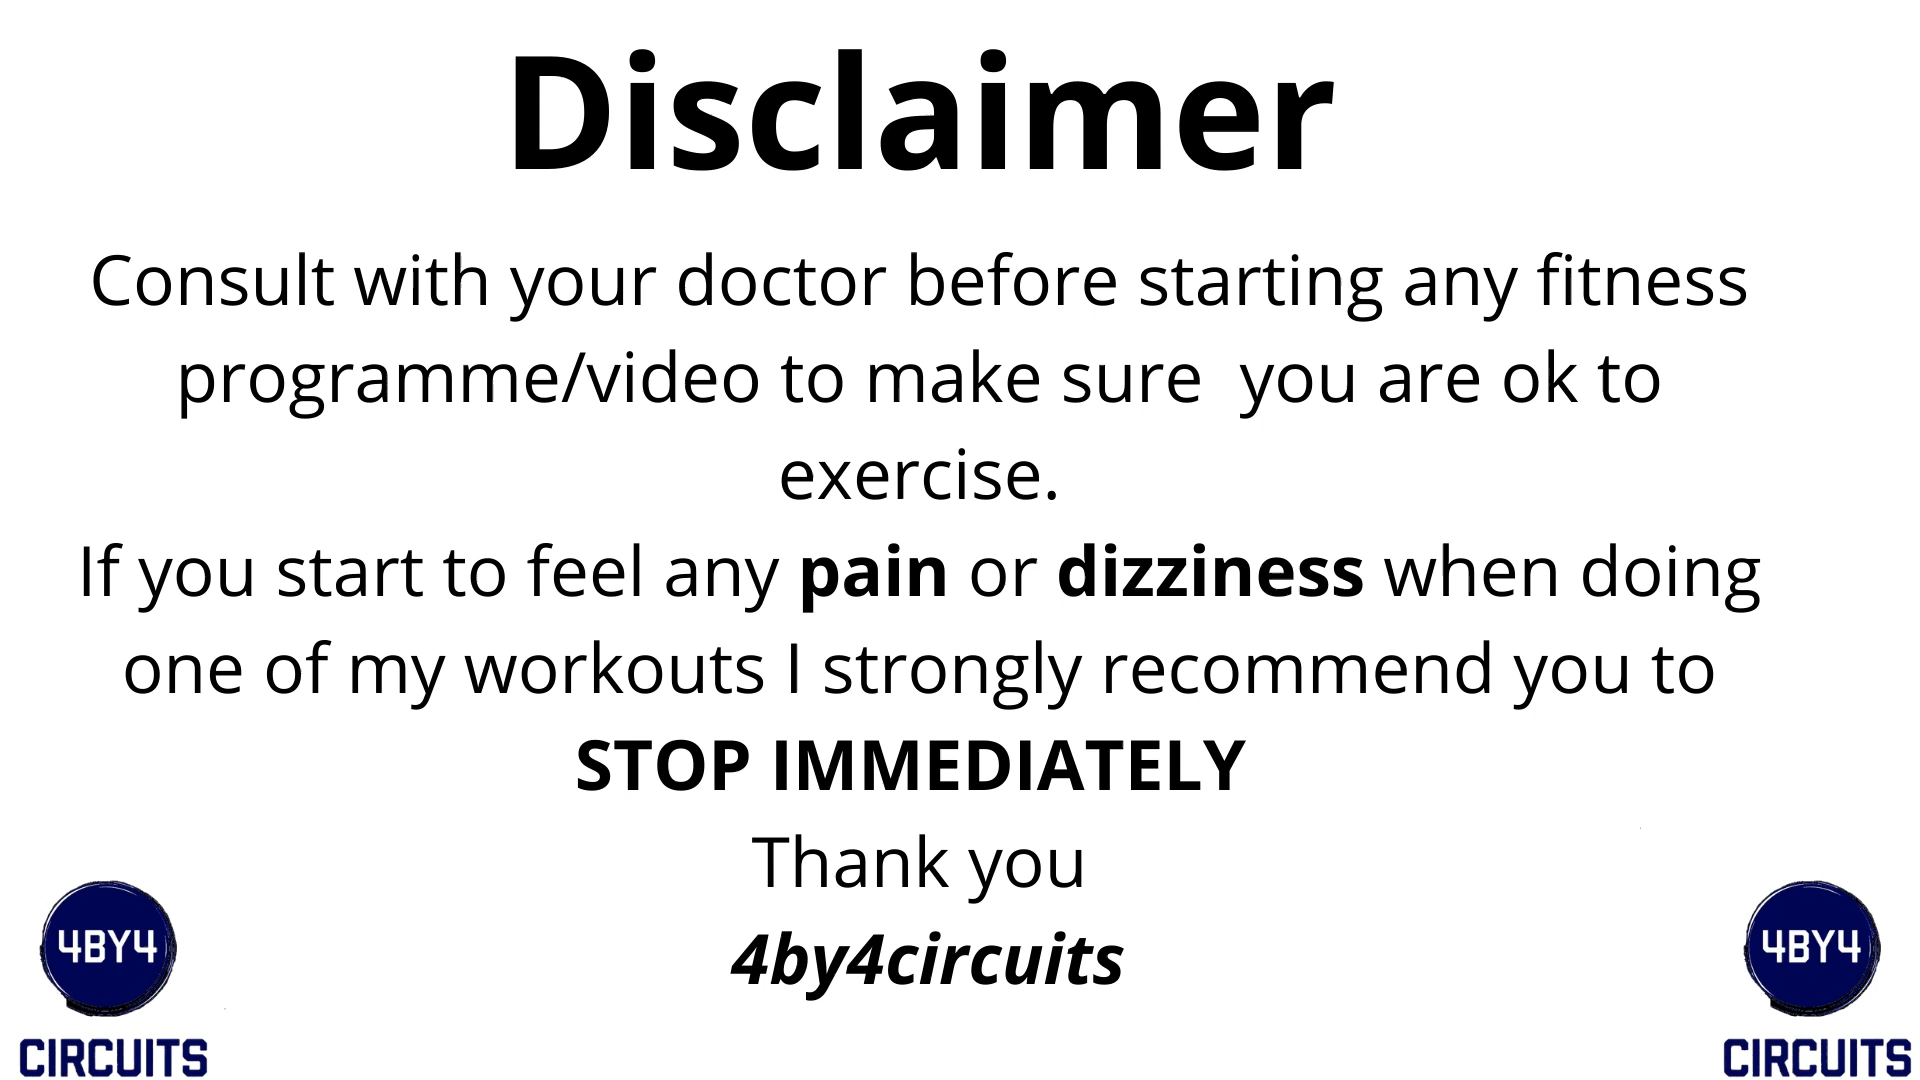 Disclaimer
Consult with your doctor before starting any fitness
programme/video to make sure  you are ok to
exercise.
If you start to feel any pain or dizziness when doing
one of my workouts I strongly recommend you to
STOP IMMEDIATELY
Thank you
4by4circuits
4BY4
CIRCUITS
4BY4
CIRCUITS